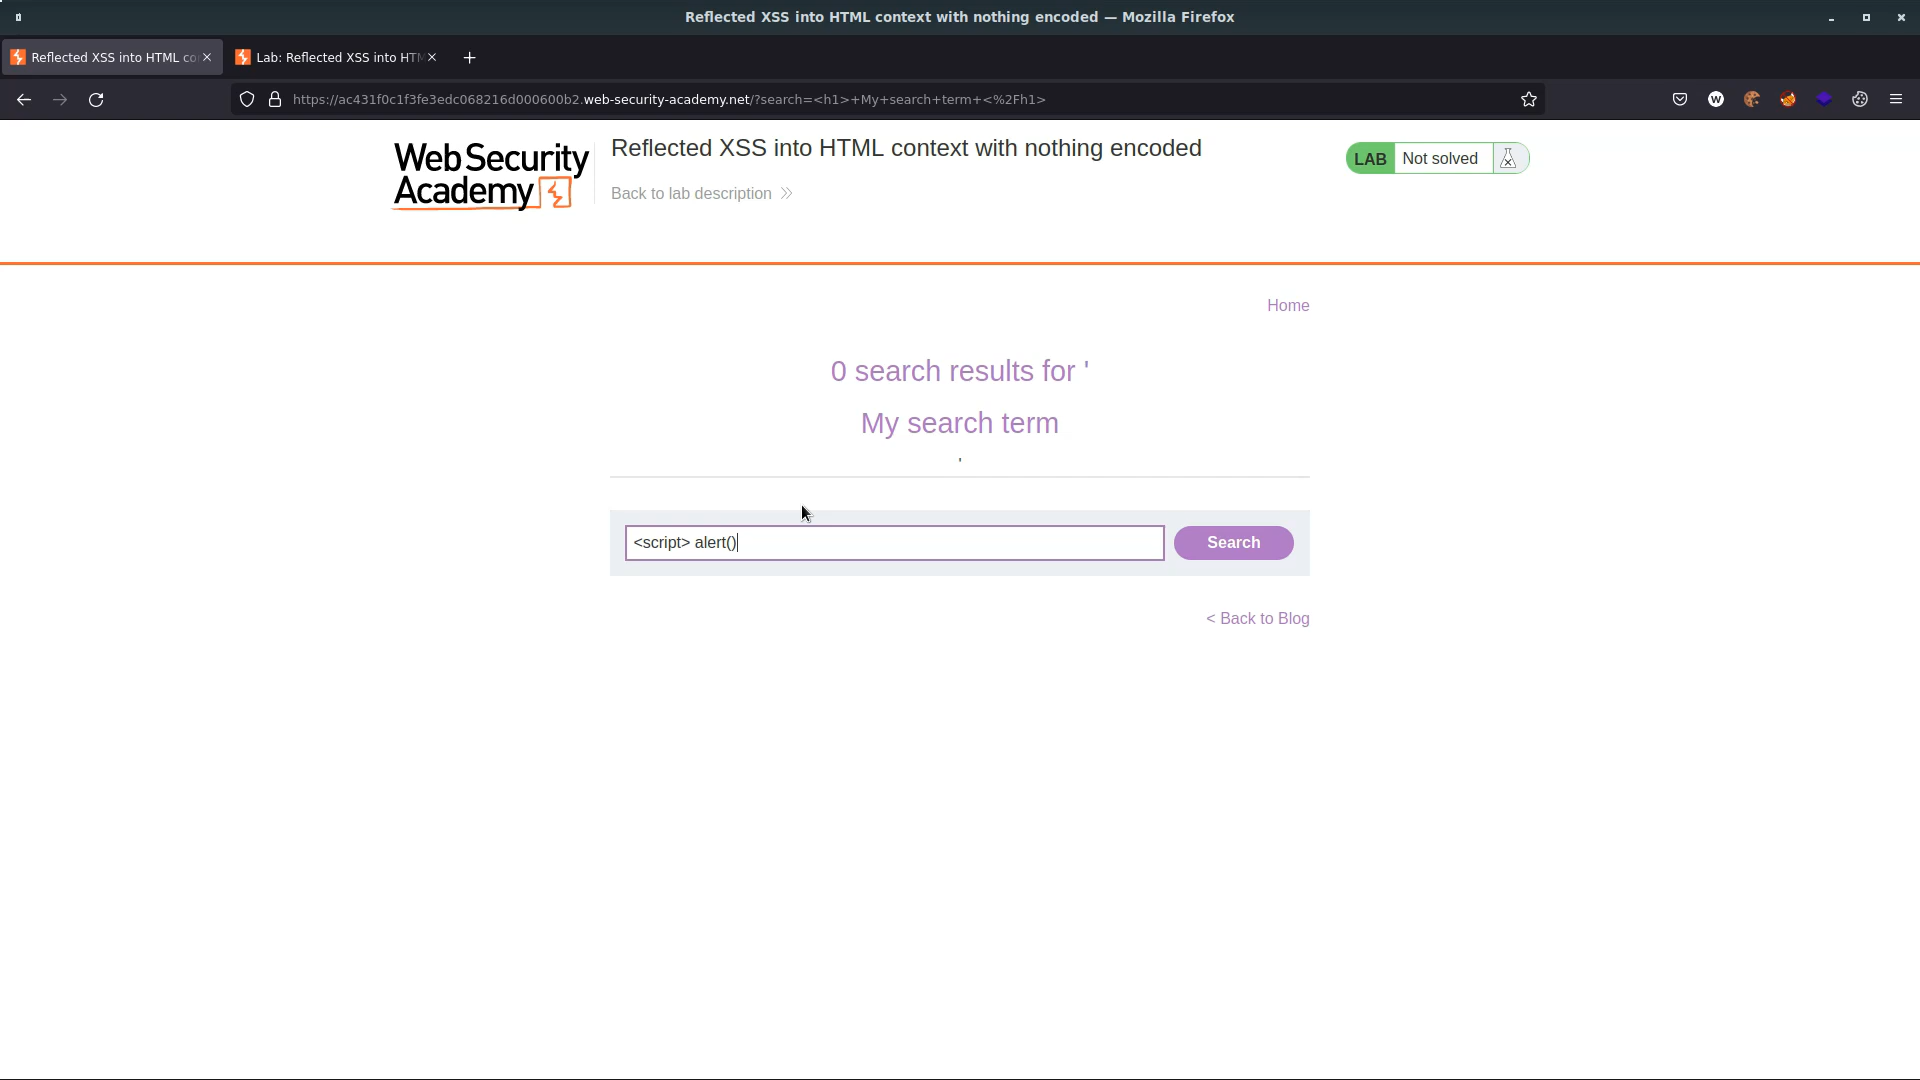 Reflected XSS into HTML context with nothing encoded — Mozilla Firefox
Reflected XSS into HTML co
Lab: Reflected XSS into HTM
https://ac431f0c1f3fe3edc068216d000600b2.web-security-academy.net/?search=<h1>+My+search+term+<%2Fh1>
Web Security
Academy
Reflected XSS into HTML context with nothing encoded
Back to lab description
LAB Not solved
Home
0 search results for '
My search term
'
<script> alert()
Search
< Back to Blog